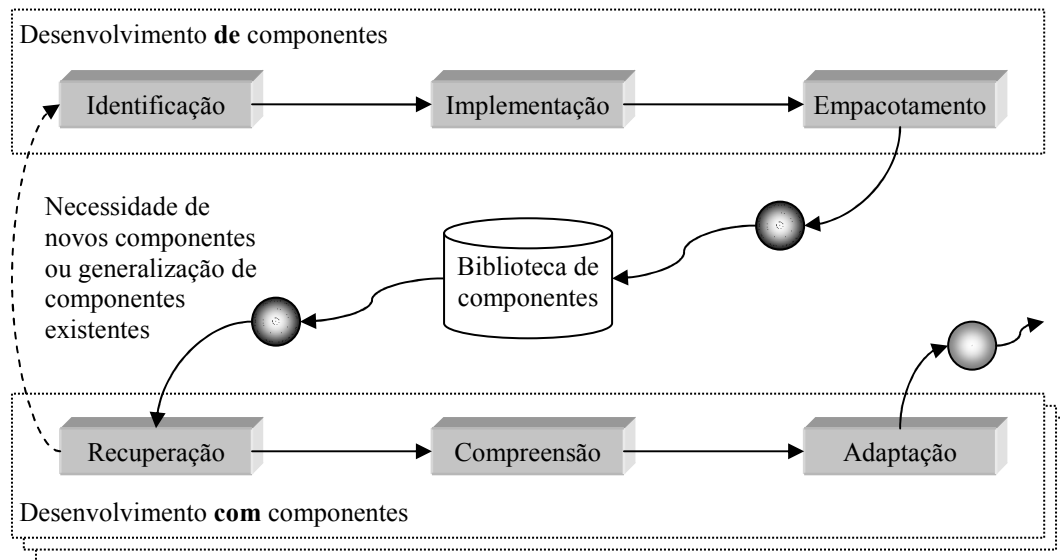 Desenvolvimento de componentes
Identificação
Implementação
Empacotamento
Necessidade de
novos componentes
ou generalização de
componentes
existentes
Biblioteca de
componentes
Recuperação
Compreensão
Adaptação
Desenvolvimento com componentes